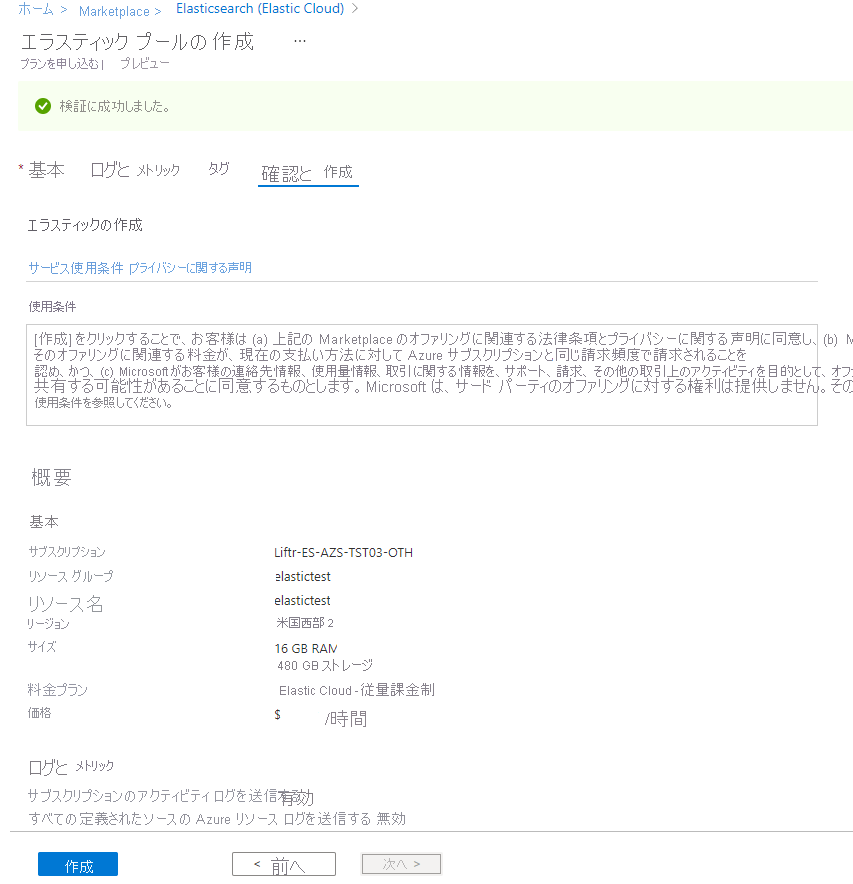 ホーム > Marketplace > Elasticsearch (Elastic Cloud) >
エラスティック プールの 作成 ...
プランを申し込む| プレビュー
検証に成功しました。
* 基本 ログと メトリック タグ 確認と 作成
エラスティックの作成
サービス使用条件 プライバシーに関する声明
使用条件
[作成] をクリックすることで、お客様は (a) 上記の Marketplace のオファリングに関連する法律条項とプライバシーに関する声明に同意し、(b) M
そのオファリングに関連する料金が、現在の支払い方法に対して Azure サブスクリプションと同じ請求頻度で請求されることを
認め、かつ、(c) Microsoftがお客様の連絡先情報、使用量情報、取引に関する情報を、サポート、請求、その他の取引上のアクティビティを目的として、オフ
共有する可能性があることに同意するものとします。Microsoft は、サード パーティのオファリングに対する権利は提供しません。その
使用条件を参照してください。
概要
基本
サブスクリプション Liftr-ES-AZS-TST03-OTH
リソース グループ elastictest
リソース 名 elastictest
リージョン 米国西部 2
サイズ 16 GB RAM
480 GB ストレージ
料金プラン Elastic Cloud - 従量課金制
価格 $ /時間
ログと メトリック
サブスクリプションのアクティビティ ログを送信する 有効
すべての定義されたソースの Azure リソース ログを送信する 無効
作成 < 前へ 次へ >